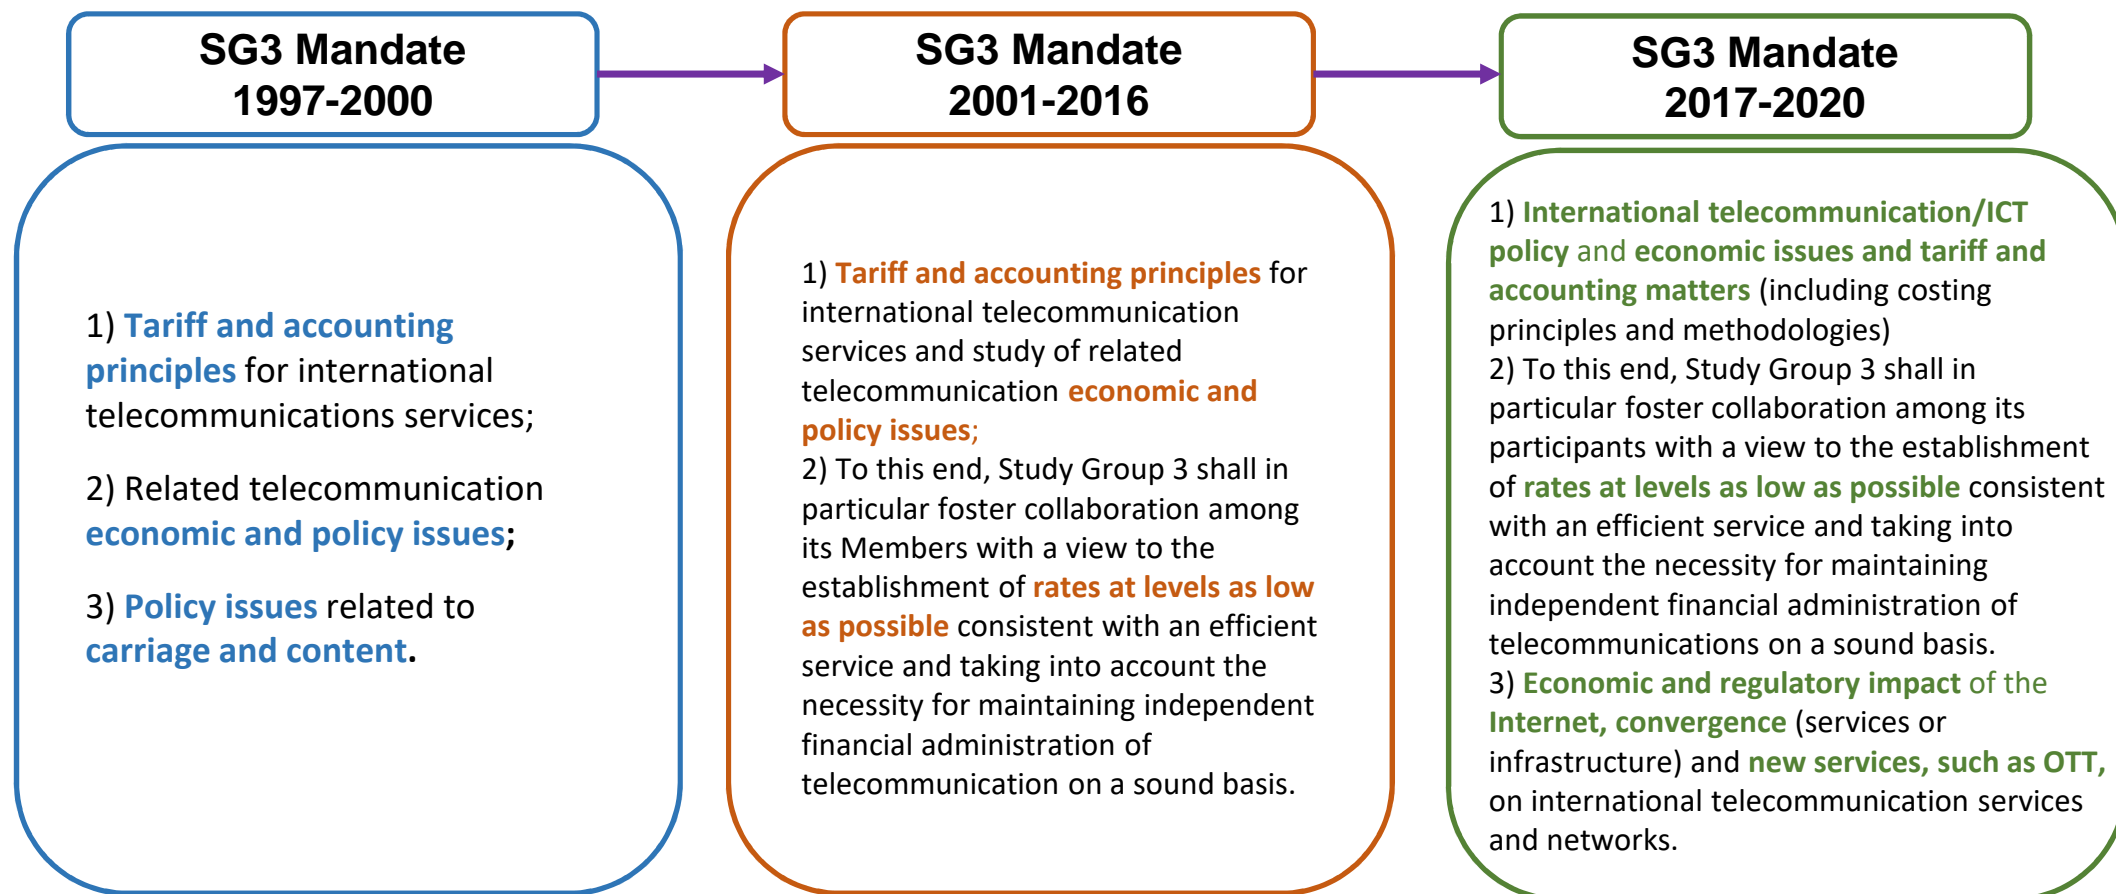 SG3 Mandate
1997-2000
1) Tariff and accounting
principles for international
telecommunications services;
2) Related telecommunication
economic and policy issues;
3) Policy issues related to
carriage and content.
SG3 Mandate
2001-2016
1) Tariff and accounting principles for
international telecommunication
services and study of related
telecommunication economic and
policy issues;
2) To this end, Study Group 3 shall in
particular foster collaboration among
its Members with a view to the
establishment of rates at levels as low
as possible consistent with an efficient
service and taking into account the
necessity for maintaining independent
financial administration of
telecommunication on a sound basis.
SG3 Mandate
2017-2020
1) International telecommunication/ICT
policy and economic issues and tariff and
accounting matters (including costing
principles and methodologies)
2) To this end, Study Group 3 shall in
particular foster collaboration among its
participants with a view to the establishment
of rates at levels as low as possible consistent
with an efficient service and taking into
account the necessity for maintaining
independent financial administration of
telecommunications on a sound basis.
3) Economic and regulatory impact of the
Internet, convergence (services or
infrastructure) and new services, such as OTT,
on international telecommunication services
and networks.